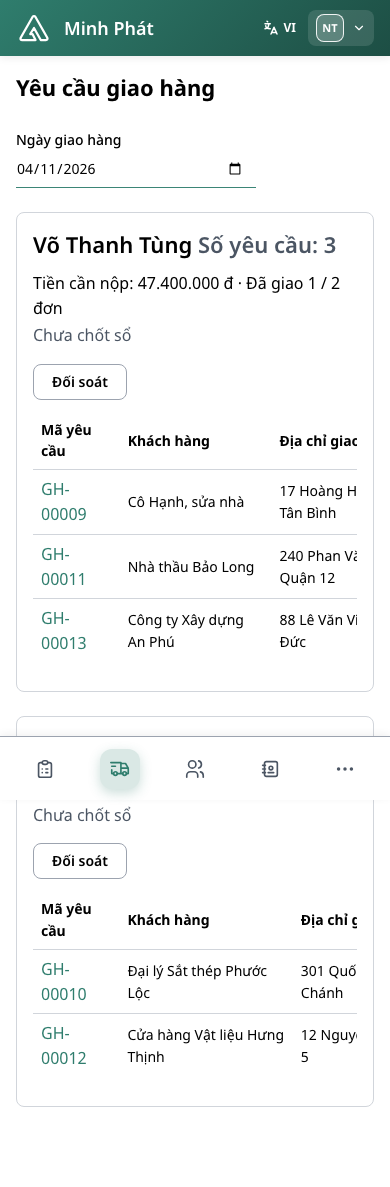 Minh Phát
VI
NT
Yêu cầu giao hàng
Ngày giao hàng
04/11/2026
Võ Thanh Tùng Số yêu cầu: 3
Tiền cần nộp: 47.400.000 đ · Đã giao 1 / 2
đơn
Chưa chốt sổ
Đối soát
Mã yêu
cầu
Khách hàng
Địa chỉ giao
GH-
00009
Cô Hạnh, sửa nhà
17 Hoàng H
Tân Bình
GH-
00011
Nhà thầu Bảo Long
240 Phan Vă
Quận 12
GH-
00013
Công ty Xây dựng
An Phú
88 Lê Văn Vi
Đức
Chưa chốt sổ
Đối soát
Mã yêu
cầu
Khách hàng
Địa chỉ g
GH-
00010
Đại lý Sắt thép Phước
Lộc
301 Quố
Chánh
GH-
00012
Cửa hàng Vật liệu Hưng
Thịnh
12 Nguy
5